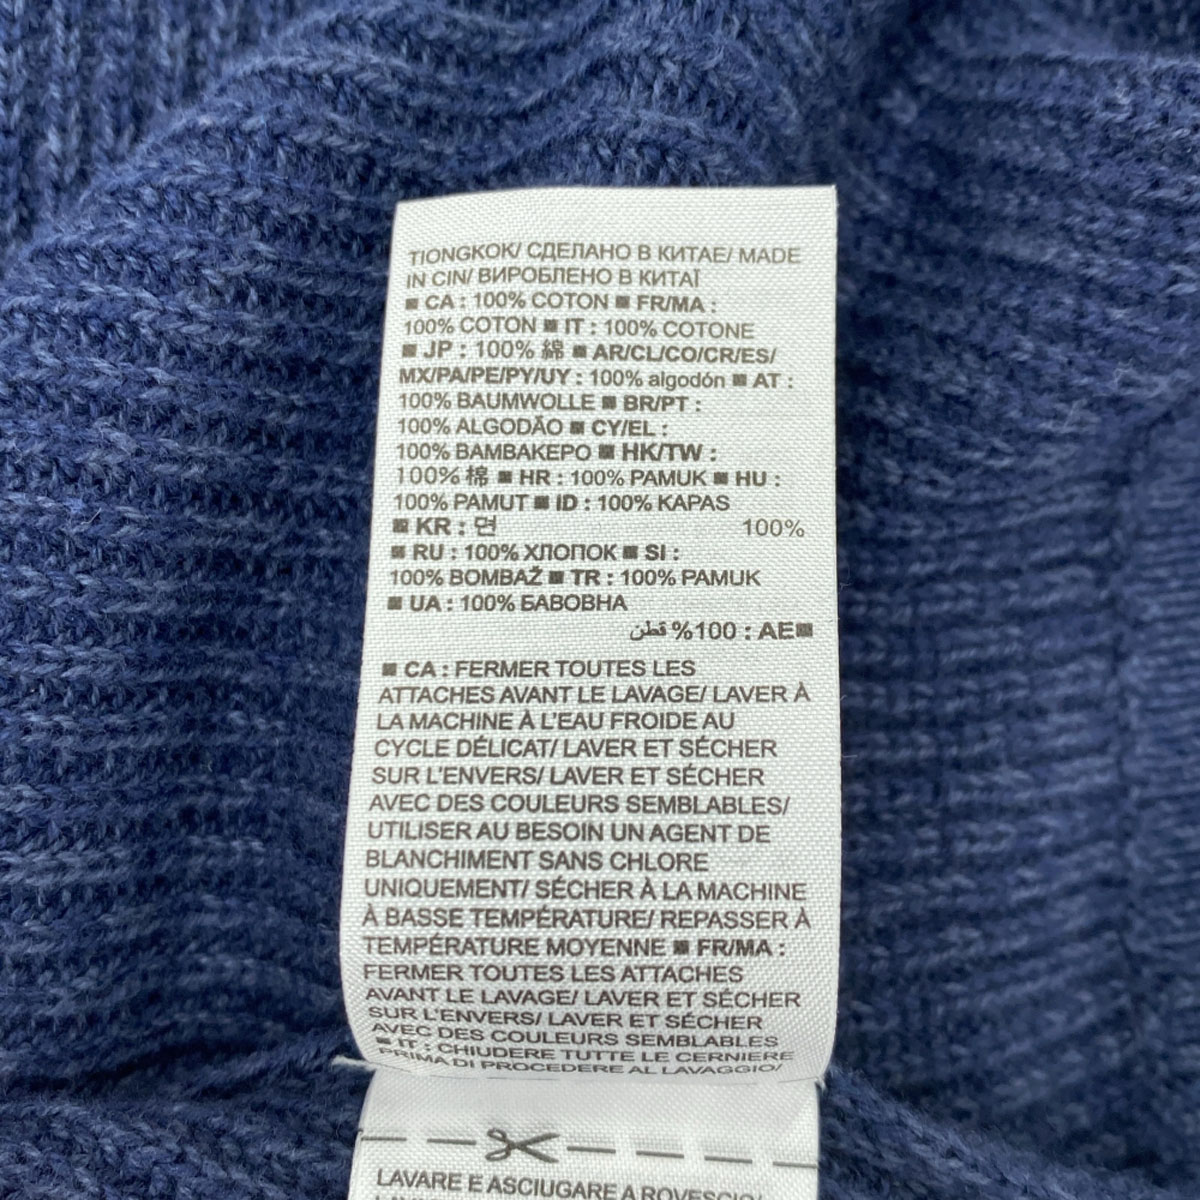 TIONGKOK/ СДЕЛАНО В КИТАЕ/ MADE
IN CIN/ ВИРОБЛЕНО В КИТАЇ
■ CA : 100% COTON ■ FR/MA :
100% COTON ■ IT : 100% COTONE
■ JP : 100% 綿 ■ AR/CL/CO/CR/ES/
MX/PA/PE/PY/UY : 100% algodón ■ AT :
100% BAUMWOLLE ■ BR/PT :
100% ALGODÃO ■ CY/EL :
100% ΒΑΜΒΑΚΕΡΟ ■ HK/TW :
100% 棉 ■ HR : 100% PAMUK ■ HU :
100% PAMUT ■ ID : 100% KAPAS
■ KR : 면 100%
■ RU : 100% ХЛОПОК ■ SI :
100% BOMBAŽ ■ TR : 100% PAMUK
■ UA : 100% БАВОВНА
■AE : 100% قطن
■ CA : FERMER TOUTES LES
ATTACHES AVANT LE LAVAGE/ LAVER À
LA MACHINE À L'EAU FROIDE AU
CYCLE DÉLICAT/ LAVER ET SÉCHER
SUR L'ENVERS/ LAVER ET SÉCHER
AVEC DES COULEURS SEMBLABLES/
UTILISER AU BESOIN UN AGENT DE
BLANCHIMENT SANS CHLORE
UNIQUEMENT/ SÉCHER À LA MACHINE
À BASSE TEMPÉRATURE/ REPASSER À
TEMPÉRATURE MOYENNE ■ FR/MA :
FERMER TOUTES LES ATTACHES
AVANT LE LAVAGE/ LAVER ET SÉCHER
SUR L'ENVERS/ LAVER ET SÉCHER
AVEC DES COULEURS SEMBLABLES
■ IT : CHIUDERE TUTTE LE CERNIERE
PRIMA DI PROCEDERE AL LAVAGGIO/
LAVARE E ASCIUGARE A ROVESCIO/